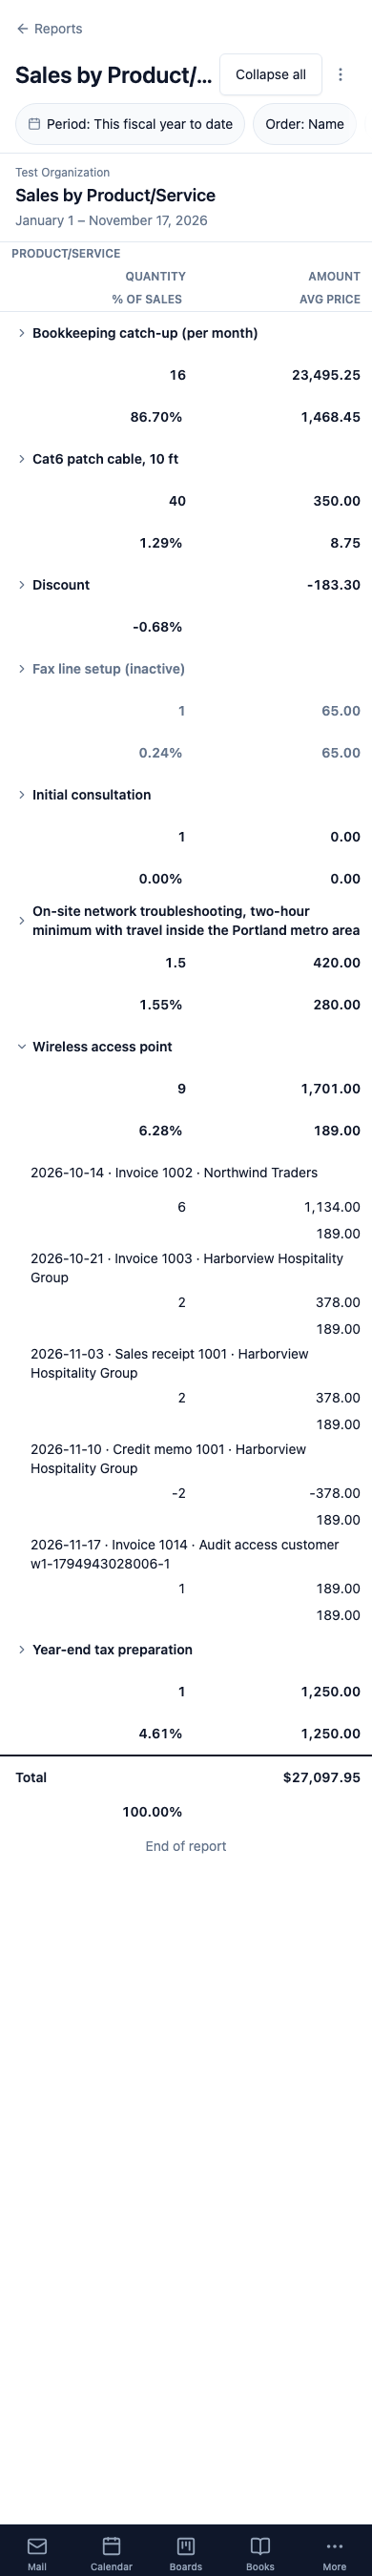 Reports
Sales by Product/...
Collapse all
Period: This fiscal year to date
Order: Name
Test Organization
Sales by Product/Service
January 1 – November 17, 2026
PRODUCT/SERVICE
QUANTITY AMOUNT
% OF SALES AVG PRICE
Bookkeeping catch-up (per month)
16 23,495.25
86.70% 1,468.45
Cat6 patch cable, 10 ft
40 350.00
1.29% 8.75
Discount -183.30
-0.68%
Fax line setup (inactive)
1 65.00
0.24% 65.00
Initial consultation
1 0.00
0.00% 0.00
On-site network troubleshooting, two-hour
minimum with travel inside the Portland metro area
1.5 420.00
1.55% 280.00
Wireless access point
9 1,701.00
6.28% 189.00
2026-10-14 · Invoice 1002 · Northwind Traders
6 1,134.00
189.00
2026-10-21 · Invoice 1003 · Harborview Hospitality
Group
2 378.00
189.00
2026-11-03 · Sales receipt 1001 · Harborview
Hospitality Group
2 378.00
189.00
2026-11-10 · Credit memo 1001 · Harborview
Hospitality Group
-2 -378.00
189.00
2026-11-17 · Invoice 1014 · Audit access customer
w1-1794943028006-1
1 189.00
189.00
Year-end tax preparation
1 1,250.00
4.61% 1,250.00
Total $27,097.95
100.00%
End of report
Mail Calendar Boards Books More